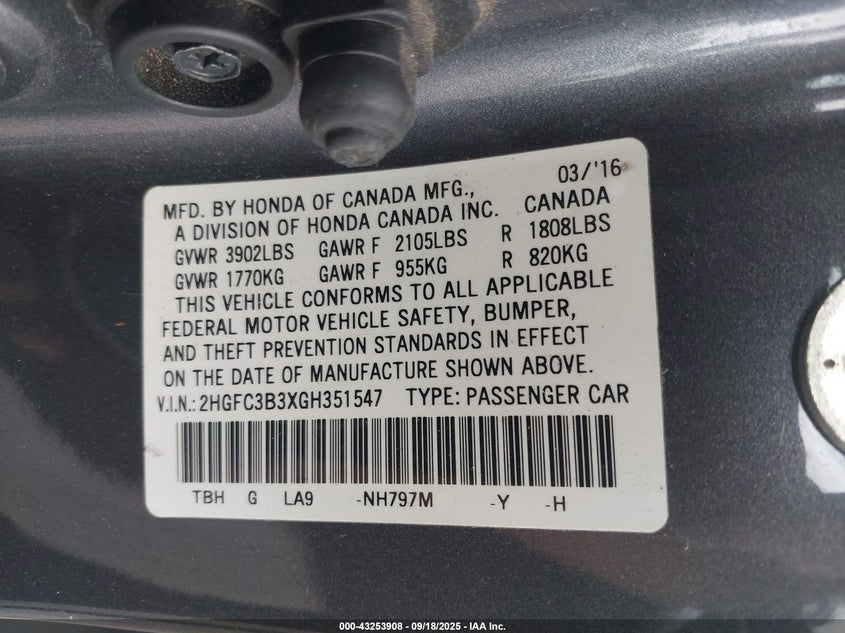 03/'16
MFD. BY HONDA OF CANADA MFG., CANADA
A DIVISION OF HONDA CANADA INC.
GVWR 3902LBS GAWR F 2105LBS R 1808LBS
GVWR 1770KG GAWR F 955KG R 820KG
THIS VEHICLE CONFORMS TO ALL APPLICABLE
FEDERAL MOTOR VEHICLE SAFETY, BUMPER,
AND THEFT PREVENTION STANDARDS IN EFFECT
ON THE DATE OF MANUFACTURE SHOWN ABOVE.
V.I.N.: 2HGFC3B3XGH351547 TYPE: PASSENGER CAR
TBH G LA9 -NH797M -Y -H
000-43253908 - 09/18/2025 - IAA Inc.